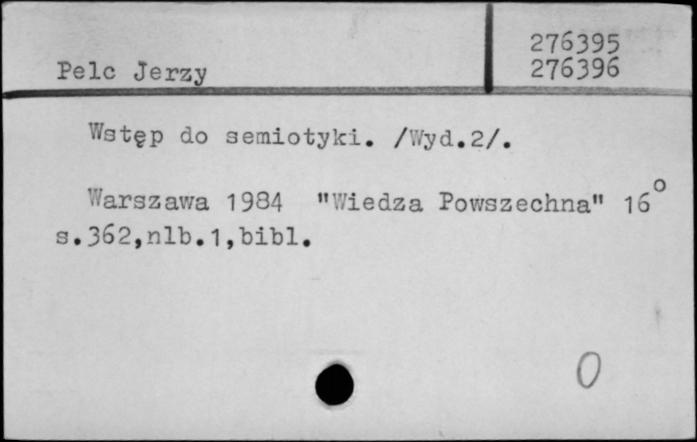 276395
Pelc Jerzy 276396
Wstęp do semiotyki. /Wyd.2/.
Warszawa 1984 "Wiedza Powszechna" 16°
s.362,nlb.1,bibl.
0